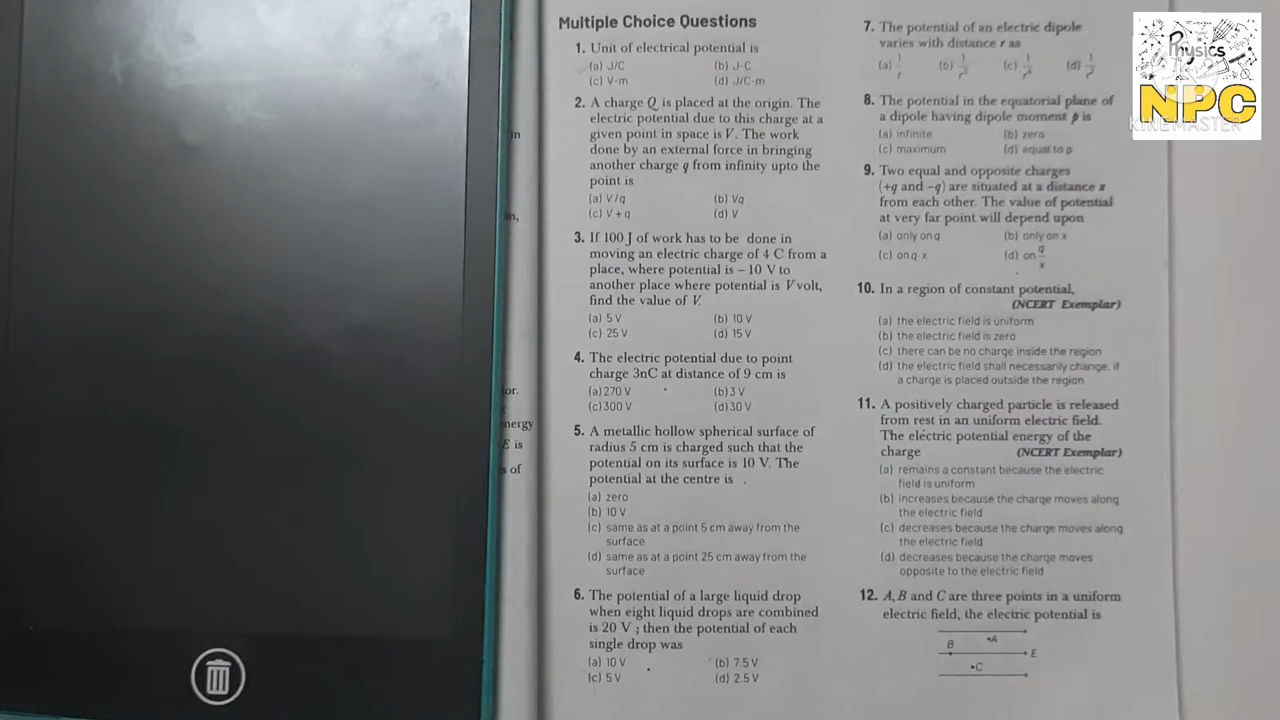 Multiple Choice Questions
1. Unit of electrical potential is
(a) J/C (b) J-C
(c) V-m (d) J/C-m
2. A charge Q is placed at the origin. The
electric potential due to this charge at a
given point in space is V. The work
done by an external force in bringing
another charge q from infinity upto the
point is
(a) V/q (b) Vq
(c) V + q (d) V
3. If 100 J of work has to be done in
moving an electric charge of 4 C from a
place, where potential is – 10 V to
another place where potential is V volt,
find the value of V.
(a) 5 V (b) 10 V
(c) 25 V (d) 15 V
4. The electric potential due to point
charge 3nC at distance of 9 cm is
(a) 270 V (b) 3 V
(c) 300 V (d) 30 V
5. A metallic hollow spherical surface of
radius 5 cm is charged such that the
potential on its surface is 10 V. The
potential at the centre is
(a) zero
(b) 10 V
(c) same as at a point 5 cm away from the
surface
(d) same as at a point 25 cm away from the
surface
6. The potential of a large liquid drop
when eight liquid drops are combined
is 20 V ; then the potential of each
single drop was
(a) 10 V (b) 7.5 V
(c) 5 V (d) 2.5 V
7. The potential of an electric dipole
varies with distance r as
(a) 1/r (b) (c) (d)
8. The potential in the equatorial plane of
a dipole having dipole moment p is
(a) infinite (b) zero
(c) maximum (d) equal to p
9. Two equal and opposite charges
(+q and –q) are situated at a distance x
from each other. The value of potential
at very far point will depend upon
(a) only on q (b) only on x
(c) on q·x (d) on q/x
10. In a region of constant potential,
(NCERT Exemplar)
(a) the electric field is uniform
(b) the electric field is zero
(c) there can be no charge inside the region
(d) the electric field shall necessarily change, if
a charge is placed outside the region
11. A positively charged particle is released
from rest in an uniform electric field.
The electric potential energy of the
charge (NCERT Exemplar)
(a) remains a constant because the electric
field is uniform
(b) increases because the charge moves along
the electric field
(c) decreases because the charge moves along
the electric field
(d) decreases because the charge moves
opposite to the electric field
12. A, B and C are three points in a uniform
electric field, the electric potential is
A
B
E
C
in
n,
tor.
nergy
E is
s of
Physics
NPC
KINEMASTER